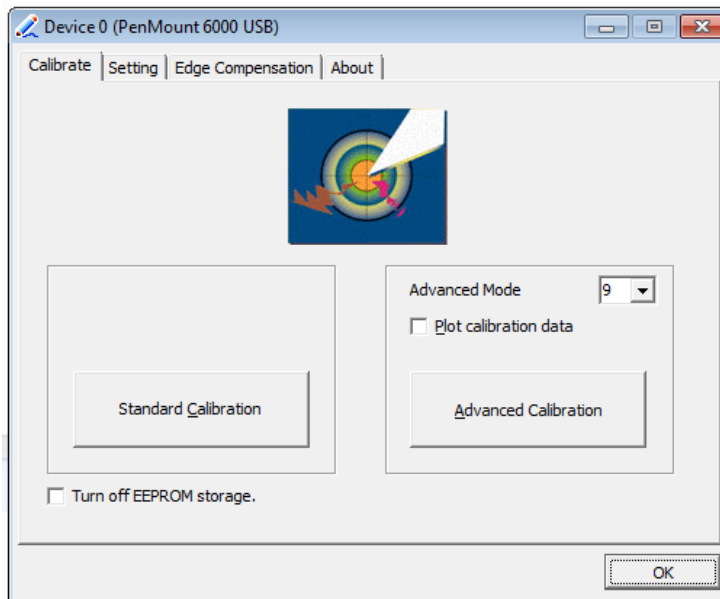 Device 0 (PenMount 6000 USB)
Calibrate Setting Edge Compensation About
Advanced Mode 9
Plot calibration data
Standard Calibration Advanced Calibration
Turn off EEPROM storage.
OK